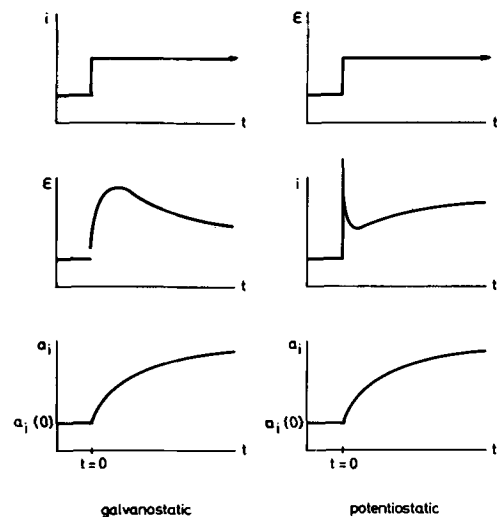 i
t
ε
t
ε
t
i
t
a_i
a_i (0)
t
t=0
a_i
a_i (0)
t
t=0
galvanostatic
potentiostatic